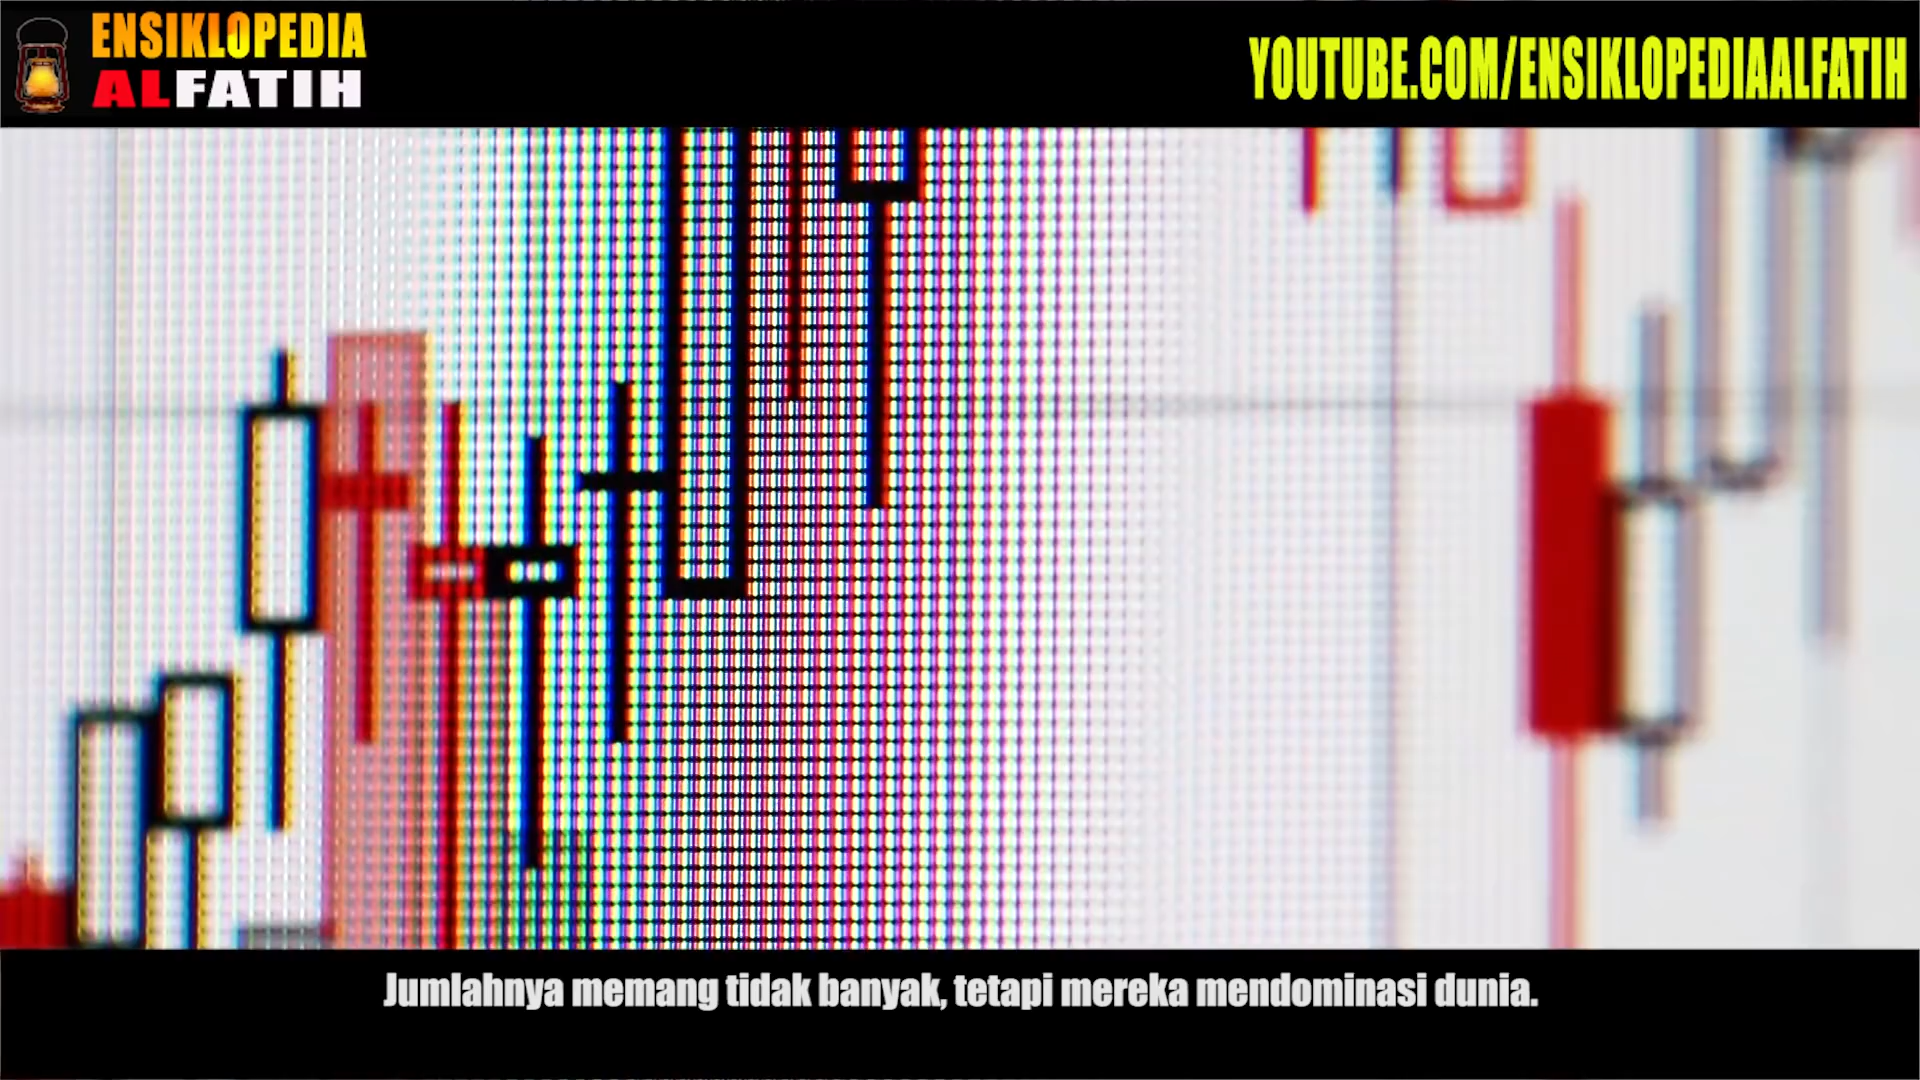 ENSIKLOPEDIA
ALFATIH
YOUTUBE.COM/ENSIKLOPEDIAALFATIH
Jumlahnya memang tidak banyak, tetapi mereka mendominasi dunia.